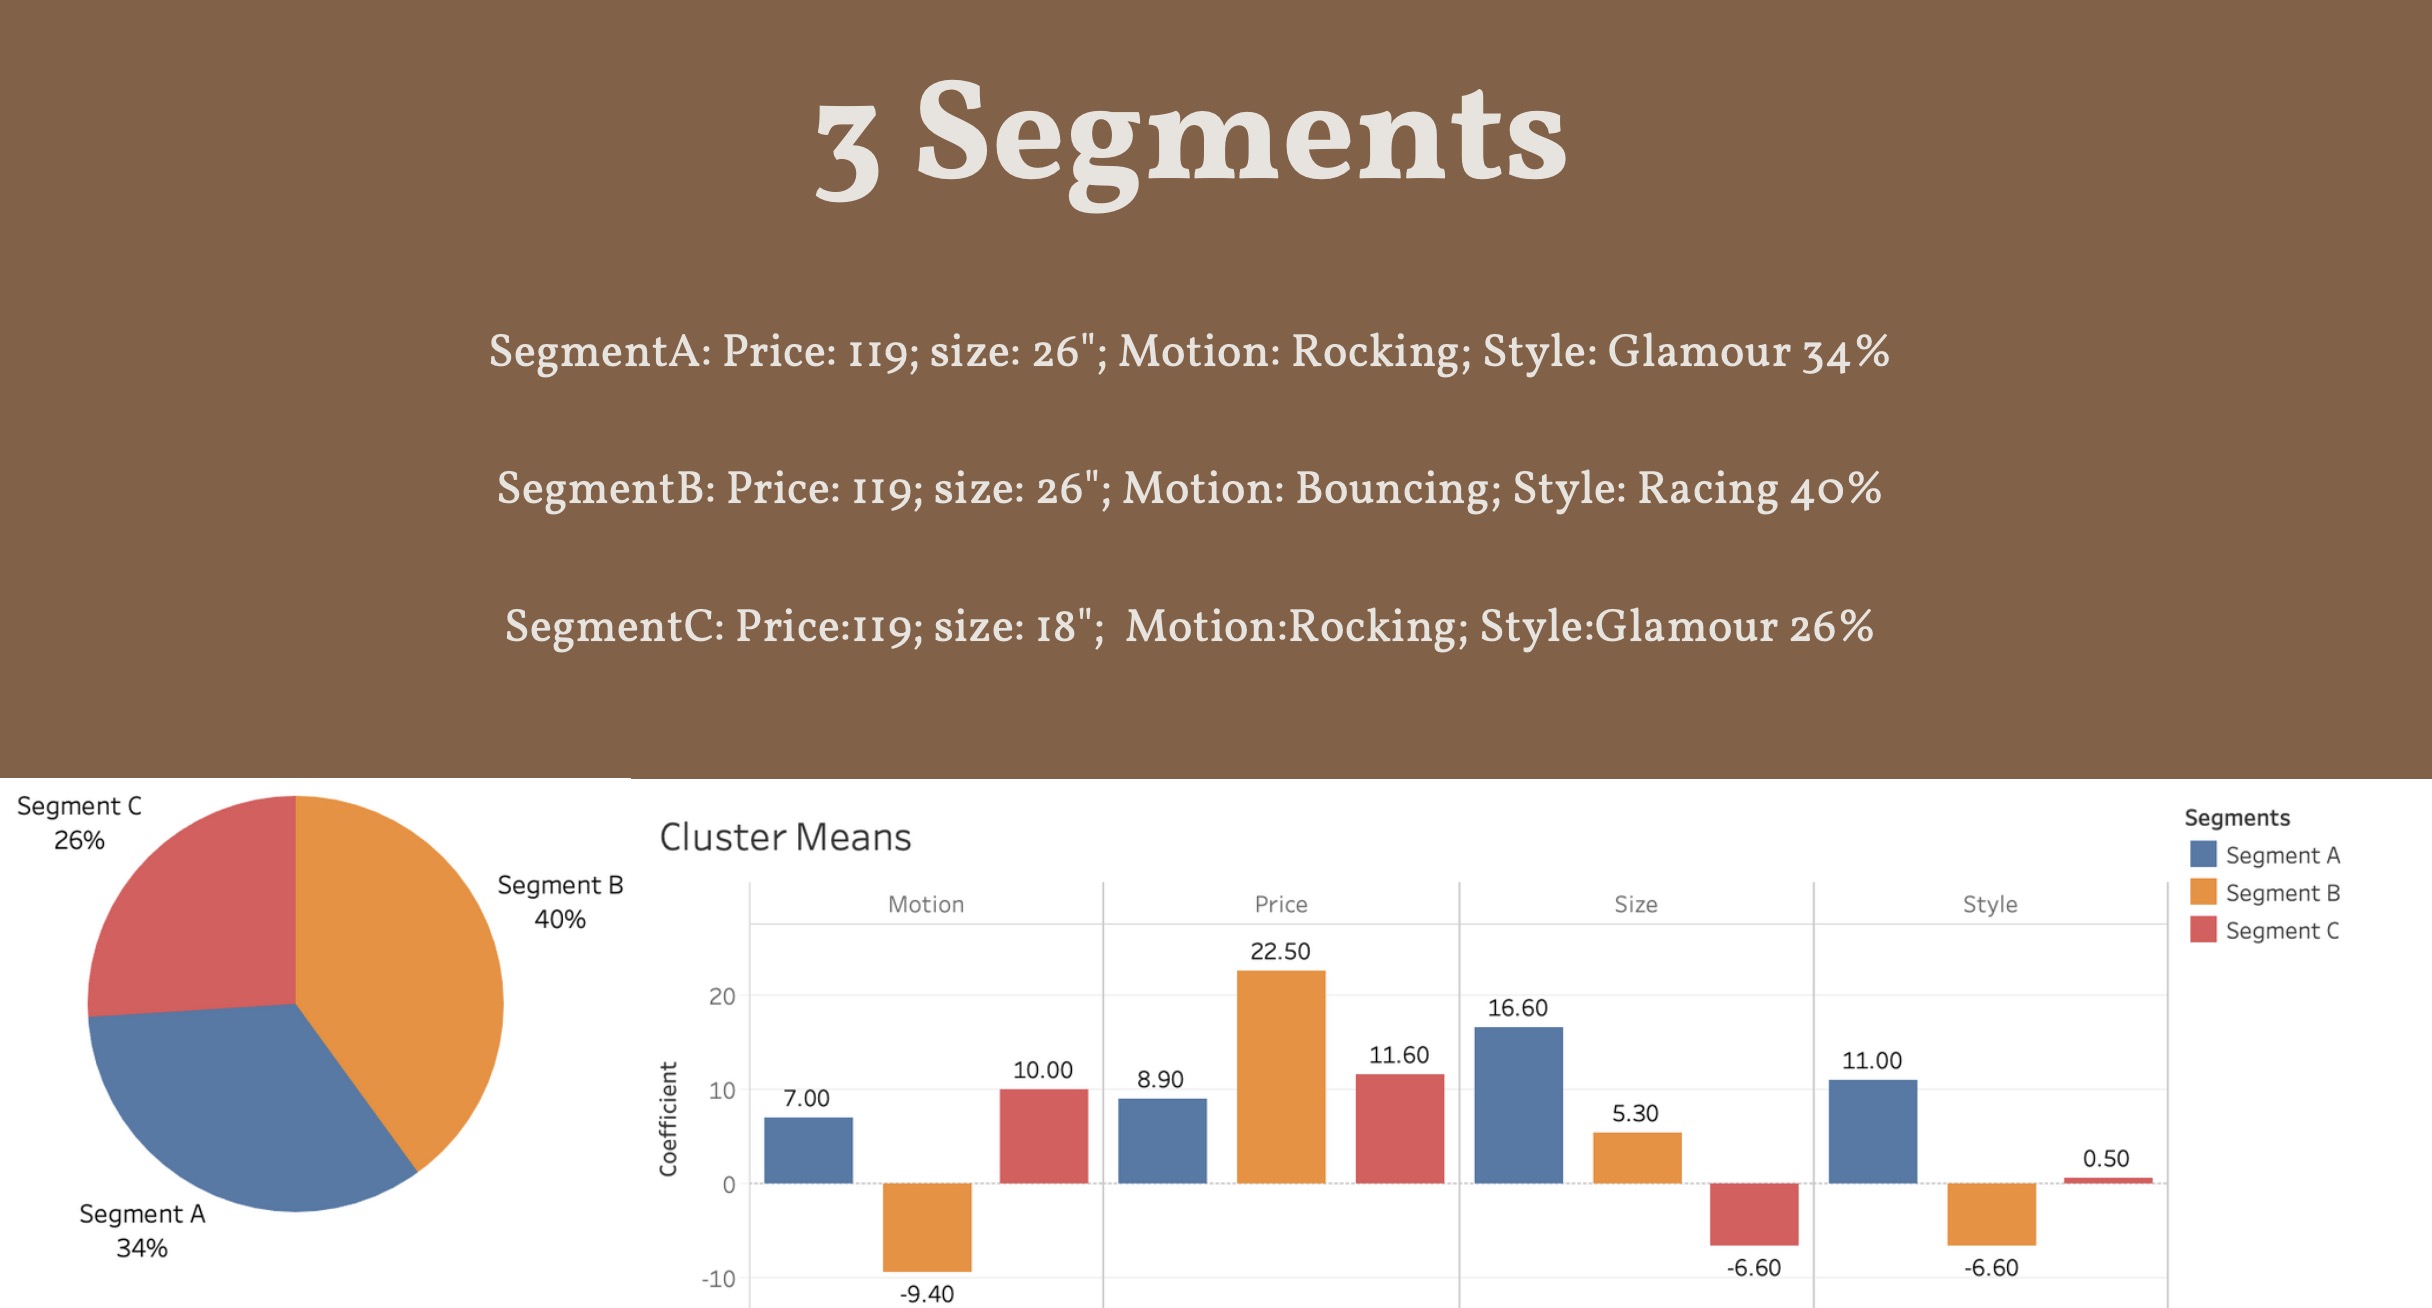 3 Segments
SegmentA: Price: 119; size: 26"; Motion: Rocking; Style: Glamour 34%
SegmentB: Price: 119; size: 26"; Motion: Bouncing; Style: Racing 40%
SegmentC: Price:119; size: 18";  Motion:Rocking; Style:Glamour 26%
Segment C
26%
Segment B
40%
Segment A
34%
Cluster Means
Segments
Segment A
Segment B
Segment C
Motion
Price
Size
Style
Coefficient
20
10
0
-10
7.00
-9.40
10.00
8.90
22.50
11.60
16.60
5.30
-6.60
11.00
-6.60
0.50